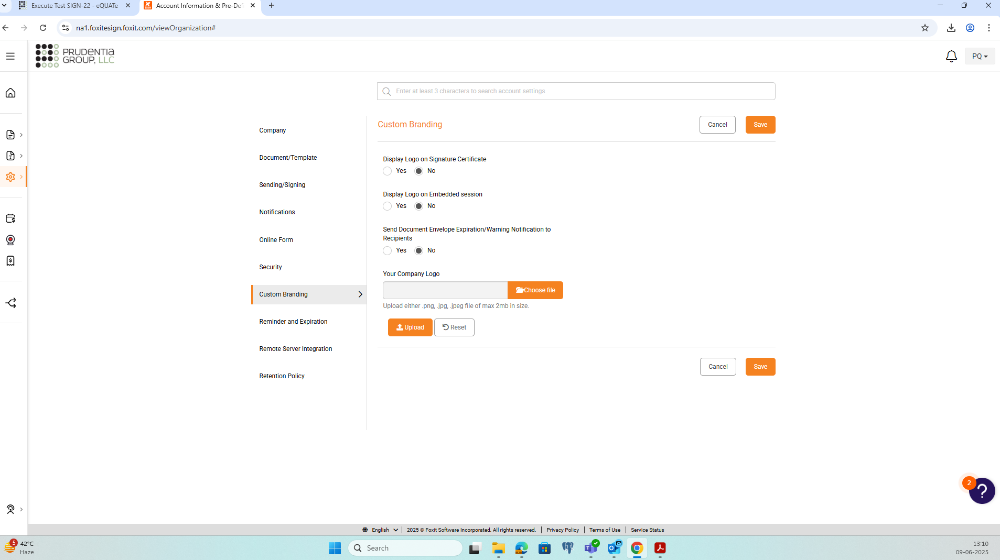 Execute Test SIGN-22 - eQUATe
Account Information & Pre-Def
na1.foxitesign.foxit.com/viewOrganization#
PRUDENTIA
GROUP, LLC
PQ
Enter at least 3 characters to search account settings
Company
Document/Template
Sending/Signing
Notifications
Online Form
Security
Custom Branding
Reminder and Expiration
Remote Server Integration
Retention Policy
Custom Branding
Cancel
Save
Display Logo on Signature Certificate
Yes No
Display Logo on Embedded session
Yes No
Send Document Envelope Expiration/Warning Notification to
Recipients
Yes No
Your Company Logo
Choose file
Upload either .png, .jpg, .jpeg file of max 2mb in size.
Upload
Reset
Cancel
Save
2
English
2025 © Foxit Software Incorporated. All rights reserved.
Privacy Policy
Terms of Use
Service Status
5
42°C
Haze
Search
13:10
09-06-2025